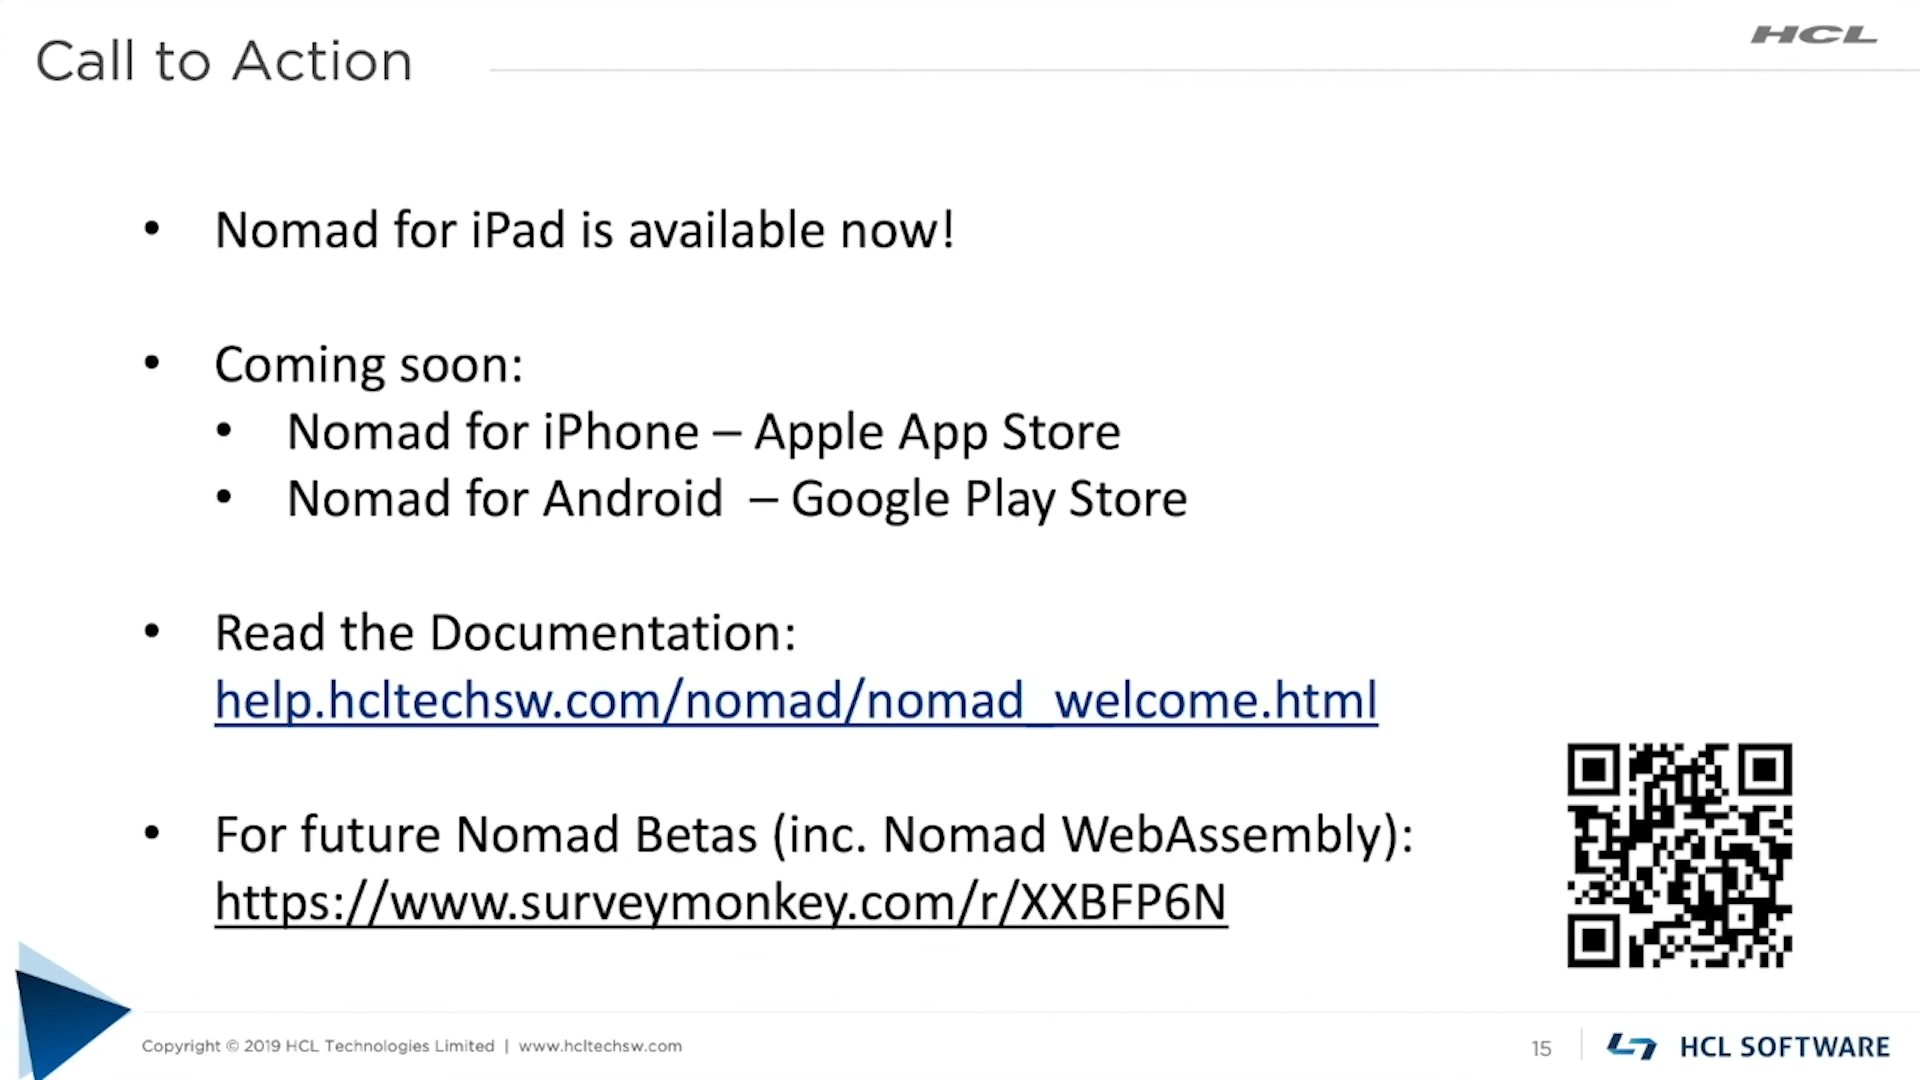 Call to Action
HCL
• Nomad for iPad is available now!
• Coming soon:
• Nomad for iPhone – Apple App Store
• Nomad for Android – Google Play Store
• Read the Documentation:
help.hcltechsw.com/nomad/nomad_welcome.html
• For future Nomad Betas (inc. Nomad WebAssembly):
https://www.surveymonkey.com/r/XXBFP6N
Copyright © 2019 HCL Technologies Limited | www.hcltechsw.com
15
HCL SOFTWARE